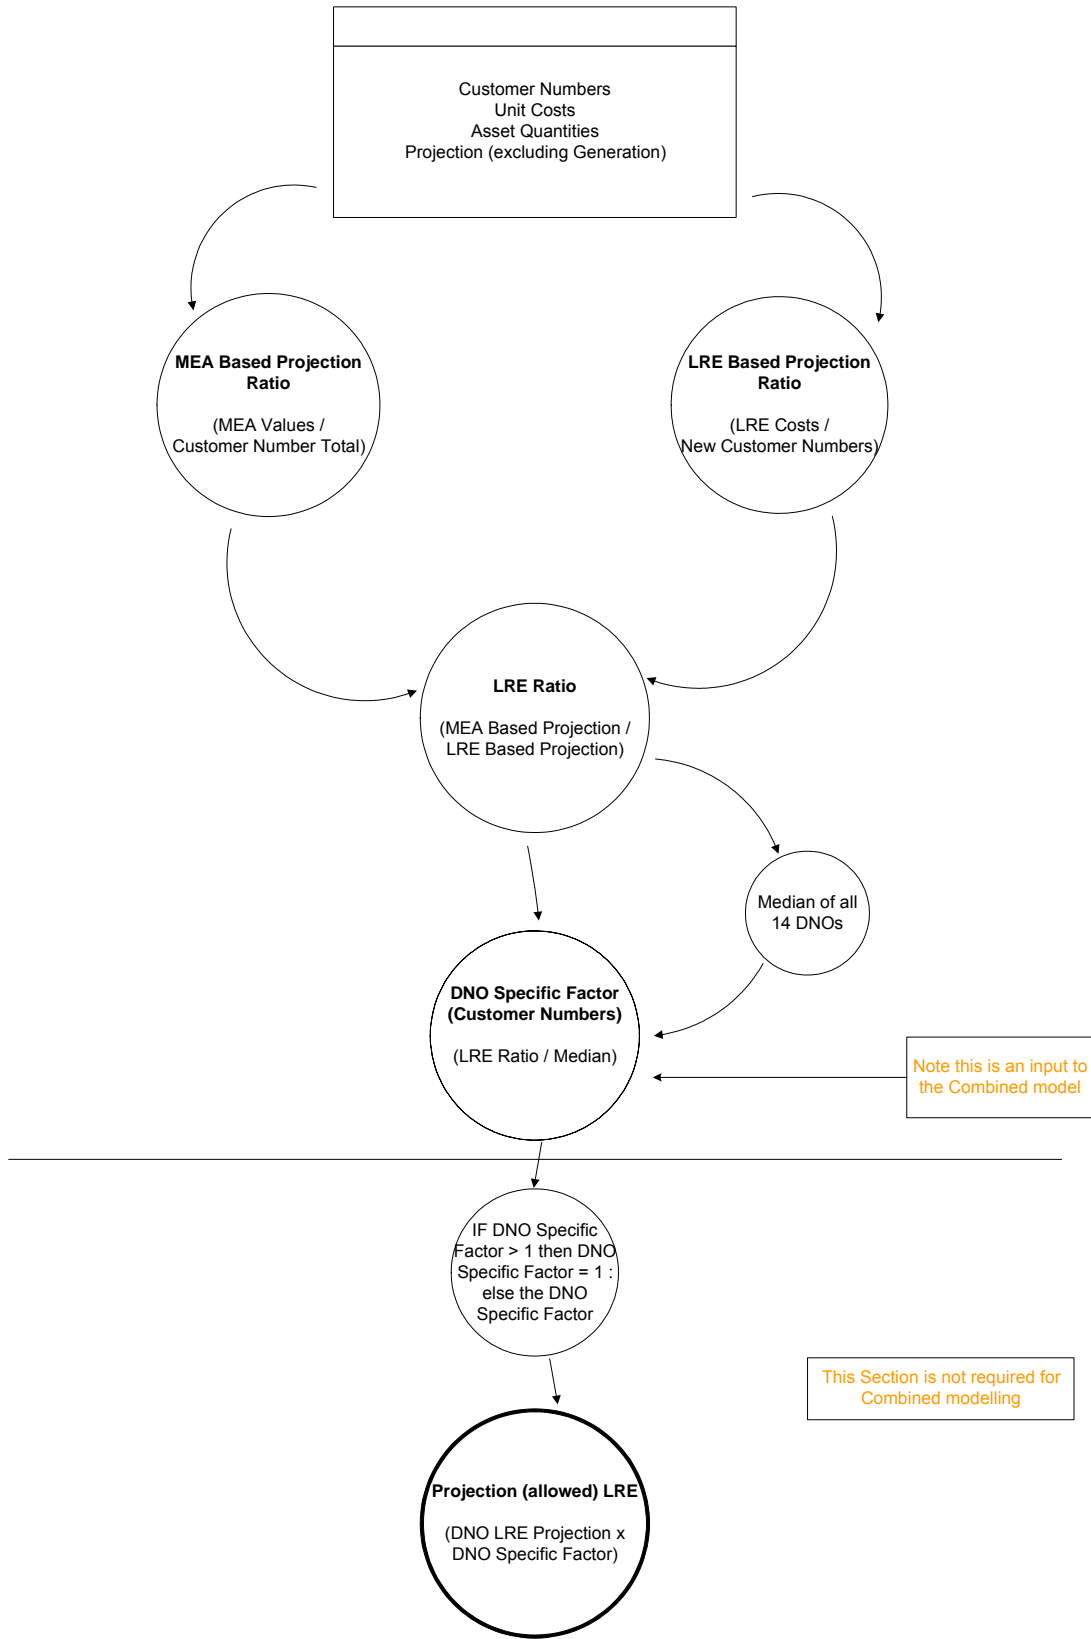 Customer Numbers
Unit Costs
Asset Quantities
Projection (excluding Generation)
MEA Based Projection
Ratio
(MEA Values /
Customer Number Total)
LRE Based Projection
Ratio
(LRE Costs /
New Customer Numbers)
LRE Ratio
(MEA Based Projection /
LRE Based Projection)
Median of all
14 DNOs
DNO Specific Factor
(Customer Numbers)
(LRE Ratio / Median)
Note this is an input to
the Combined model
IF DNO Specific
Factor > 1 then DNO
Specific Factor = 1 :
else the DNO
Specific Factor
This Section is not required for
Combined modelling
Projection (allowed) LRE
(DNO LRE Projection x
DNO Specific Factor)